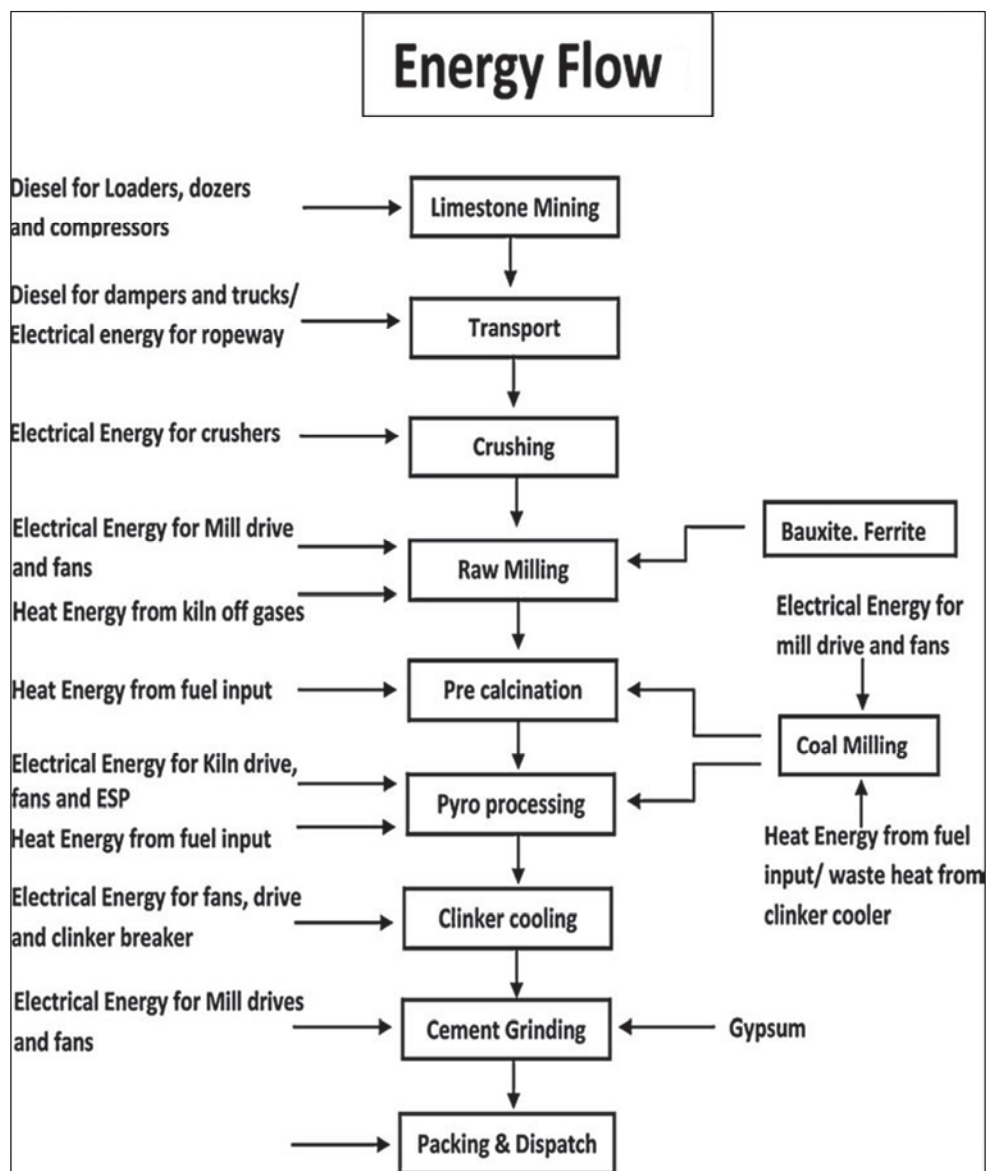 Energy Flow
Diesel for Loaders, dozers
and compressors
Limestone Mining
Diesel for dampers and trucks/
Electrical energy for ropeway
Transport
Electrical Energy for crushers
Crushing
Electrical Energy for Mill drive
and fans
Heat Energy from kiln off gases
Raw Milling
Bauxite. Ferrite
Electrical Energy for
mill drive and fans
Heat Energy from fuel input
Pre calcination
Coal Milling
Electrical Energy for Kiln drive,
fans and ESP
Heat Energy from fuel input
Pyro processing
Heat Energy from fuel
input/ waste heat from
clinker cooler
Electrical Energy for fans, drive
and clinker breaker
Clinker cooling
Electrical Energy for Mill drives
and fans
Cement Grinding
Gypsum
Packing & Dispatch